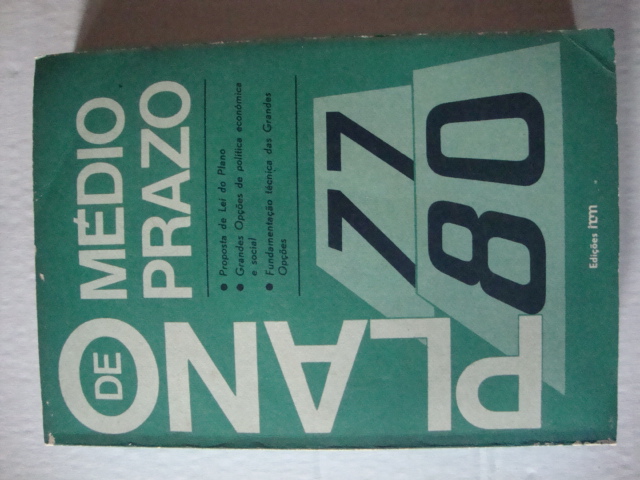 PLANO
DE
MÉDIO
PRAZO
● Proposta de Lei do Plano
● Grandes Opções de política económica
e social
● Fundamentação técnica das Grandes
Opções
77
80
Edições incm